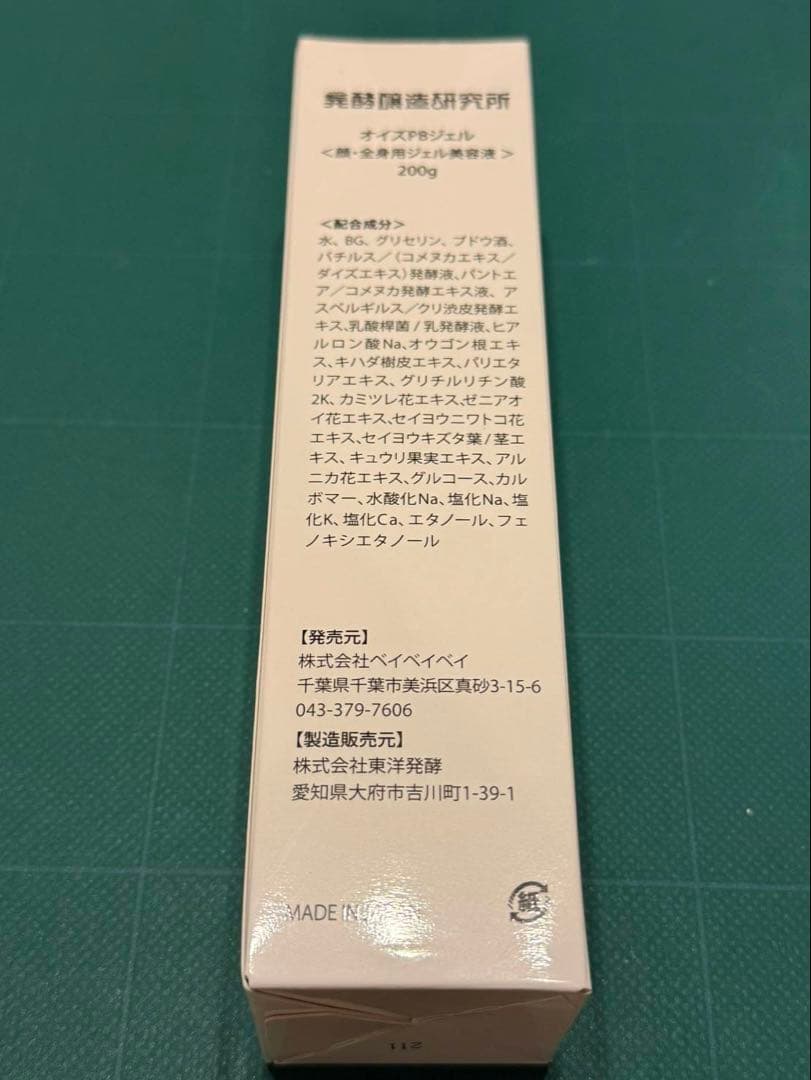 発酵醸造研究所
オイズPBジェル
＜顔・全身用ジェル美容液＞
200g
＜配合成分＞
水、BG、グリセリン、ブドウ酒、
バチルス／（コメヌカエキス／
ダイズエキス）発酵液、パントエ
ア／コメヌカ発酵エキス液、ア
スペルギルス／クリ渋皮発酵エ
キス、乳酸桿菌/乳発酵液、ヒア
ルロン酸Na、オウゴン根エキ
ス、キハダ樹皮エキス、パリエタ
リアエキス、グリチルリチン酸
2K、カミツレ花エキス、ゼニアオ
イ花エキス、セイヨウニワトコ花
エキス、セイヨウキズタ葉/茎エ
キス、キュウリ果実エキス、アル
ニカ花エキス、グルコース、カル
ボマー、水酸化Na、塩化Na、塩
化K、塩化Ca、エタノール、フェ
ノキシエタノール
【発売元】
株式会社ベイベイベイ
千葉県千葉市美浜区真砂3-15-6
043-379-7606
【製造販売元】
株式会社東洋発酵
愛知県大府市吉川町1-39-1
MADE IN
紙
211